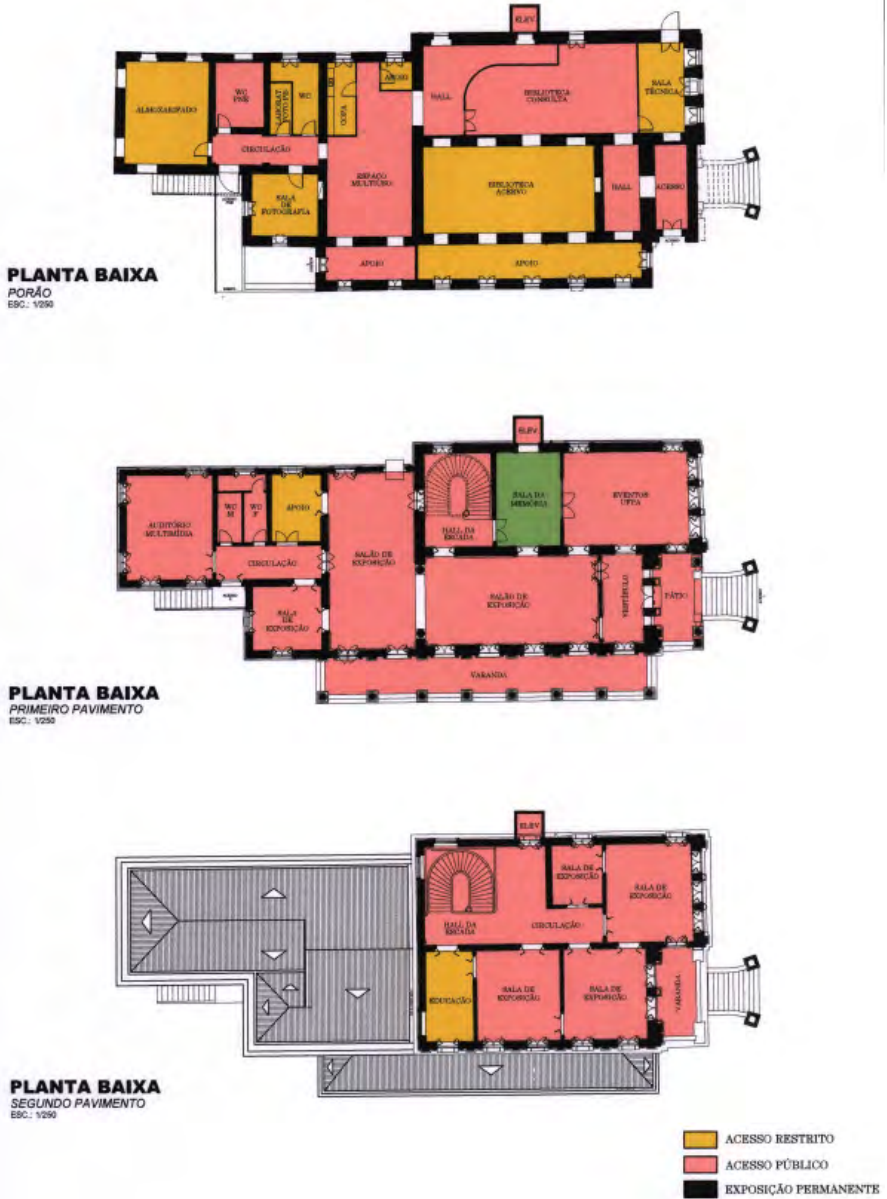 ELEV
ALMOXARIFADO
WC
PNE
LABORAT
FOTO PB
WC
COPA
APOIO
HALL
BIBLIOTECA
CONSULTA
SALA
TÉCNICA
CIRCULAÇÃO
ESPAÇO
MULTIUSO
BIBLIOTECA
ACERVO
HALL
ACESSO
SALA
DE
FOTOGRAFIA
APOIO
APOIO
PLANTA BAIXA
PORÃO
ESC.: 1/250
ELEV
AUDITÓRIO
MULTIMÍDIA
WC
M
WC
F
APOIO
SALÃO DE
EXPOSIÇÃO
HALL DA
ESCADA
SALA DA
MEMÓRIA
EVENTOS
UFPA
CIRCULAÇÃO
SALA
DE
EXPOSIÇÃO
SALÃO DE
EXPOSIÇÃO
VESTÍBULO
PÁTIO
VARANDA
PLANTA BAIXA
PRIMEIRO PAVIMENTO
ESC.: 1/250
ELEV
SALA DE
EXPOSIÇÃO
SALA DE
EXPOSIÇÃO
HALL DA
ESCADA
CIRCULAÇÃO
EDUCAÇÃO
SALA DE
EXPOSIÇÃO
SALA DE
EXPOSIÇÃO
VARANDA
PLANTA BAIXA
SEGUNDO PAVIMENTO
ESC.: 1/250
ACESSO RESTRITO
ACESSO PÚBLICO
EXPOSIÇÃO PERMANENTE